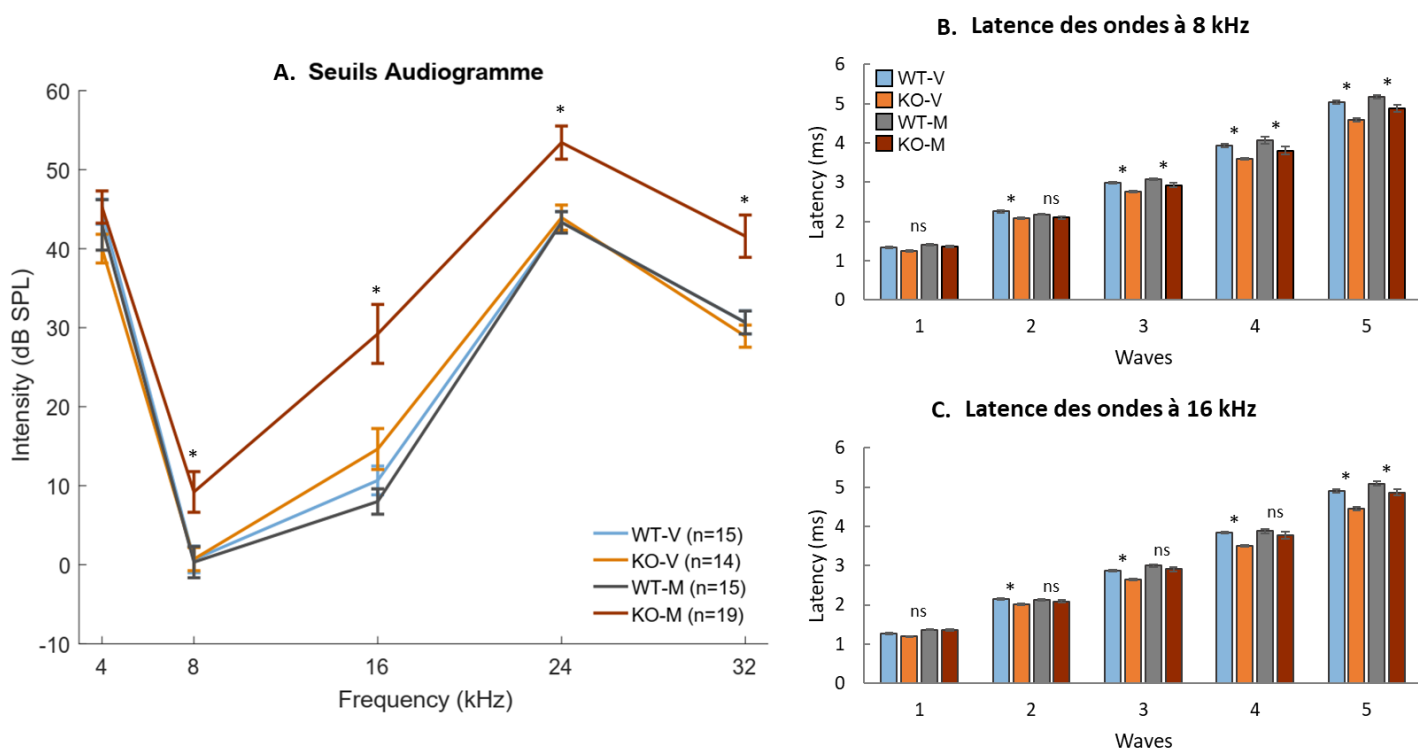 A. Seuils Audiogramme
60
50
40
30
20
10
0
-10
Intensity (dB SPL)
*
*
*
*
WT-V (n=15)
KO-V (n=14)
WT-M (n=15)
KO-M (n=19)
4
8
16
24
32
Frequency (kHz)
B. Latence des ondes à 8 kHz
6
5
4
3
2
1
0
Latency (ms)
WT-V
KO-V
WT-M
KO-M
ns
* ns
* *
* *
* *
1
2
3
4
5
Waves
C. Latence des ondes à 16 kHz
6
5
4
3
2
1
0
Latency (ms)
ns
* ns
* ns
* ns
* *
1
2
3
4
5
Waves